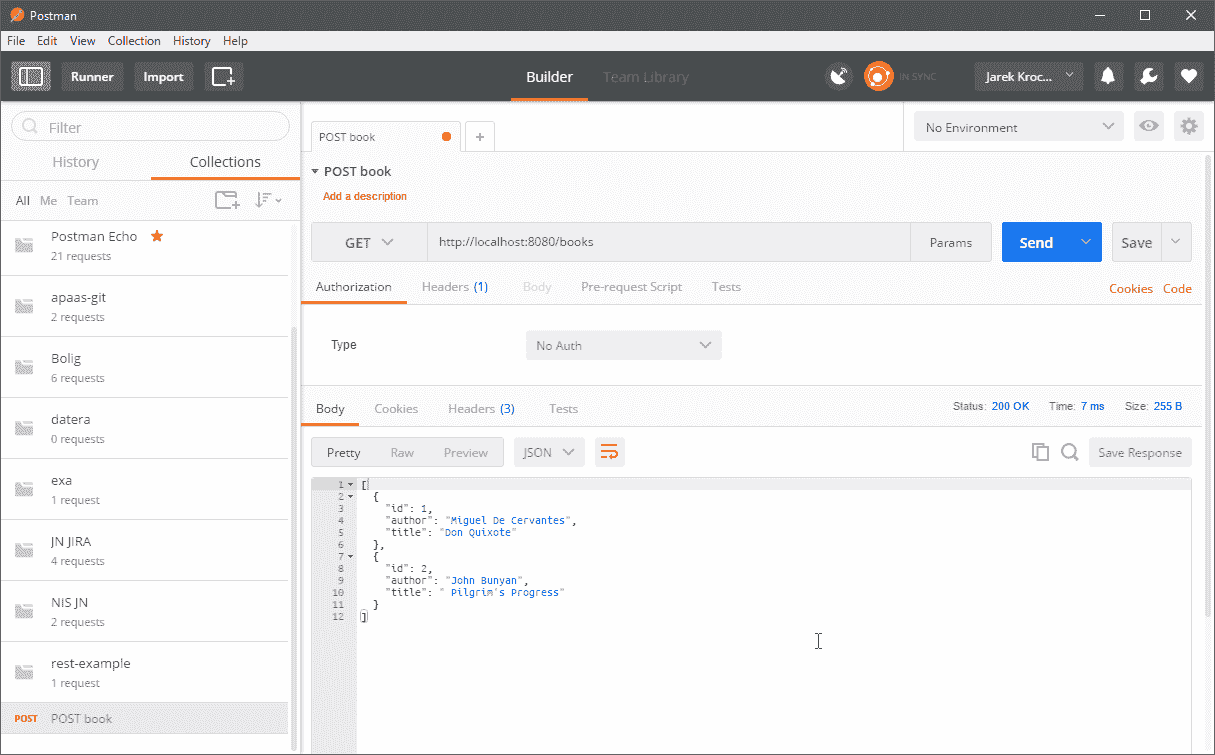 Postman
File Edit View Collection History Help
Runner Import Builder Team Library IN SYNC Jarek Kroc...
Filter
History Collections
All Me Team
Postman Echo
21 requests
apaas-git
2 requests
Bolig
6 requests
datera
0 requests
exa
1 request
JN JIRA
4 requests
NIS JN
2 requests
rest-example
1 request
POST POST book
POST book + No Environment
POST book
Add a description
GET http://localhost:8080/books Params Send Save
Authorization Headers (1) Body Pre-request Script Tests Cookies Code
Type No Auth
Body Cookies Headers (3) Tests Status: 200 OK Time: 7 ms Size: 255 B
Pretty Raw Preview JSON Save Response
1 [
2 {
3 "id": 1,
4 "author": "Miguel De Cervantes",
5 "title": "Don Quixote"
6 },
7 {
8 "id": 2,
9 "author": "John Bunyan",
10 "title": " Pilgrim's Progress"
11 }
12 ]